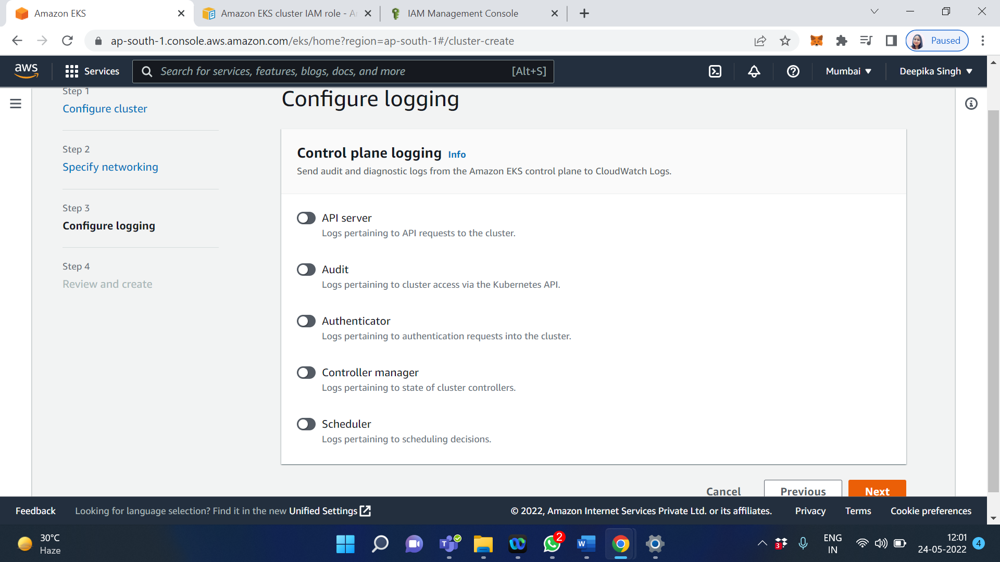 Amazon EKS
Amazon EKS cluster IAM role - A
IAM Management Console
ap-south-1.console.aws.amazon.com/eks/home?region=ap-south-1#/cluster-create
Paused
aws
Services
Search for services, features, blogs, docs, and more
[Alt+S]
Mumbai
Deepika Singh
Step 1
Configure cluster
Step 2
Specify networking
Step 3
Configure logging
Step 4
Review and create
Configure logging
Control plane logging Info
Send audit and diagnostic logs from the Amazon EKS control plane to CloudWatch Logs.
API server
Logs pertaining to API requests to the cluster.
Audit
Logs pertaining to cluster access via the Kubernetes API.
Authenticator
Logs pertaining to authentication requests into the cluster.
Controller manager
Logs pertaining to state of cluster controllers.
Scheduler
Logs pertaining to scheduling decisions.
Cancel
Previous
Next
Feedback
Looking for language selection? Find it in the new Unified Settings
© 2022, Amazon Internet Services Private Ltd. or its affiliates.
Privacy
Terms
Cookie preferences
30°C
Haze
T
2
W
3
ENG
IN
12:01
24-05-2022
4